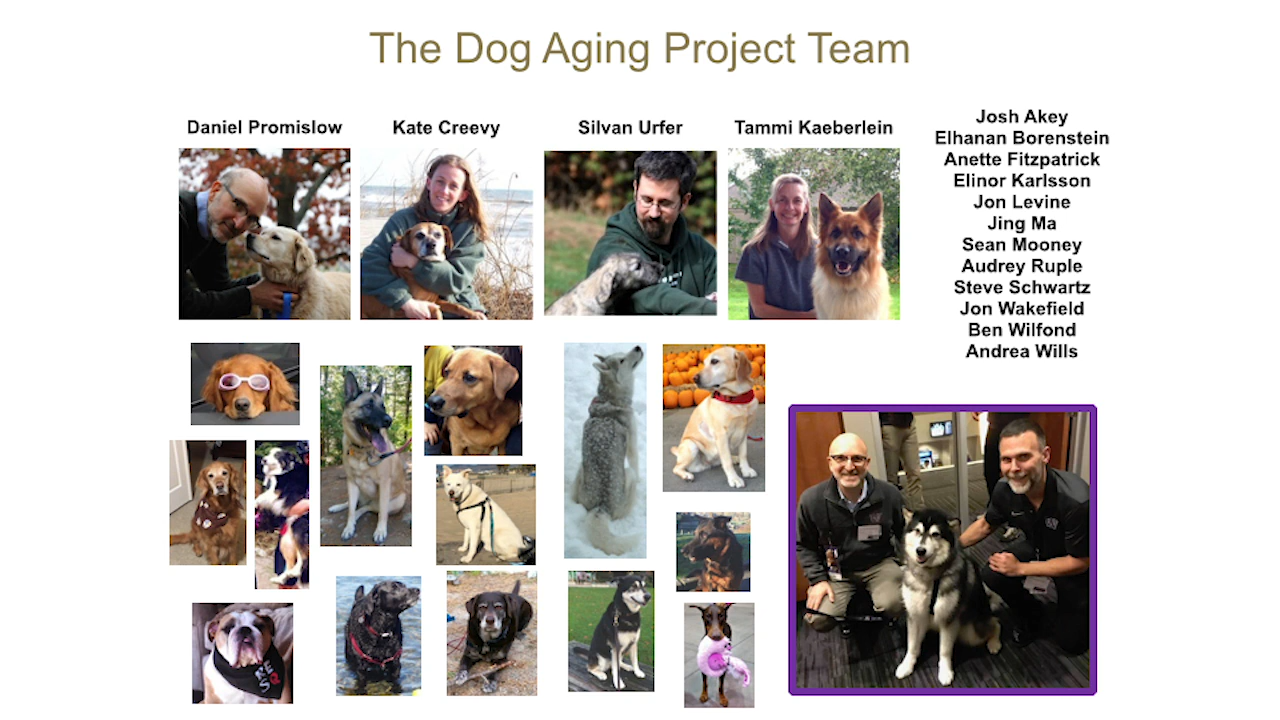 The Dog Aging Project Team
Daniel Promislow
Kate Creevy
Silvan Urfer
Tammi Kaeberlein
Josh Akey
Elhanan Borenstein
Anette Fitzpatrick
Elinor Karlsson
Jon Levine
Jing Ma
Sean Mooney
Audrey Ruple
Steve Schwartz
Jon Wakefield
Ben Wilfond
Andrea Wills